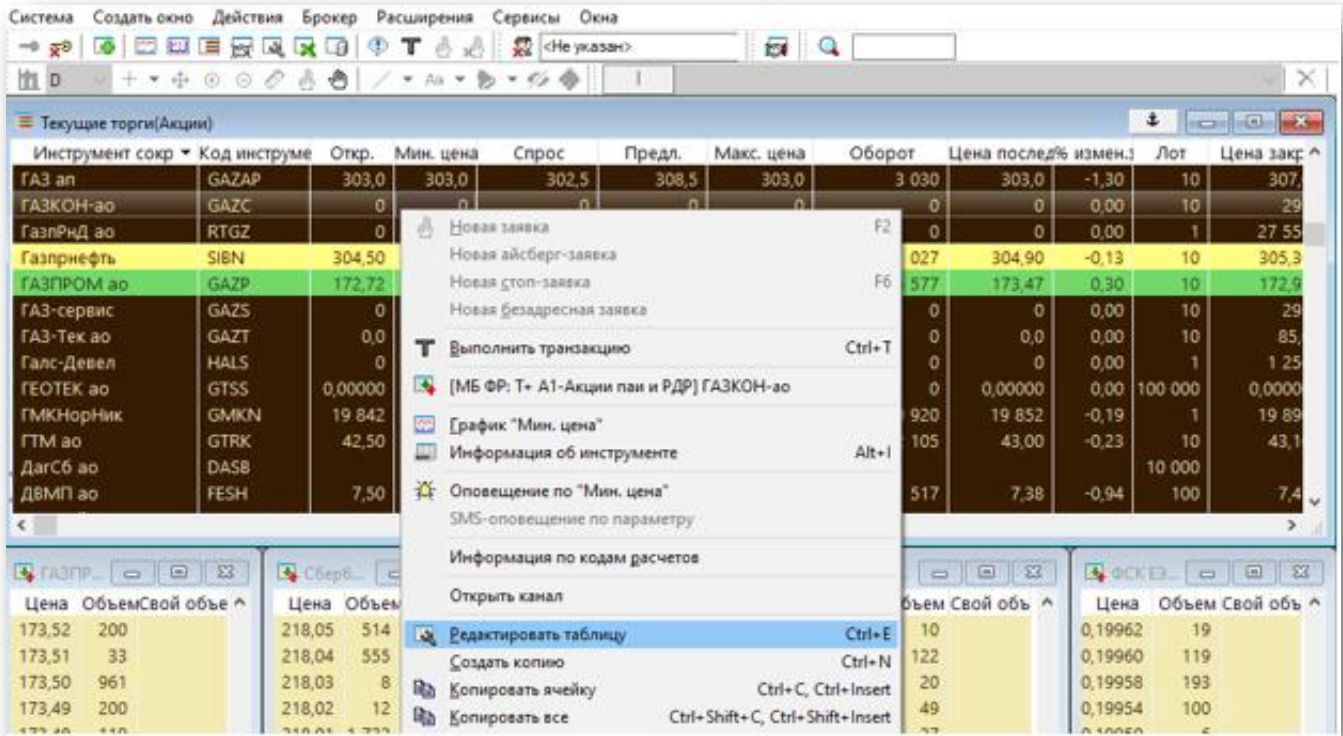 Система Создать окно Действия Брокер Расширения Сервисы Окна
<Не указан>
D Aa
Текущие торги(Акции)
Инструмент сокр Код инструме Откр. Мин. цена Спрос Предл. Макс. цена Оборот Цена послед % измен.з Лот Цена закр
ГАЗ ап GAZAP 303,0 303,0 302,5 308,5 303,0 3 030 303,0 -1,30 10 307,
ГАЗКОН-ао GAZC 0 0 0 0 0 0 0 0,00 10 29
ГазпРнД ао RTGZ 0 0 0 0,00 1 27 55
Газпрнефть SIBN 304,50 027 304,90 -0,13 10 305,3
ГАЗПРОМ ао GAZP 172,72 577 173,47 0,30 10 172,9
ГАЗ-сервис GAZS 0 0 0 0,00 10 29
ГАЗ-Тек ао GAZT 0,0 0 0,0 0,00 10 85,
Галс-Девел HALS 0 0 0 0,00 1 1 25
ГЕОТЕК ао GTSS 0,00000 0 0,00000 0,00 100 000 0,0000
ГМКНорНик GMKN 19 842 920 19 852 -0,19 1 19 89
ГТМ ао GTRK 42,50 105 43,00 -0,23 10 43,1
ДагСб ао DASB 10 000
ДВМП ао FESH 7,50 517 7,38 -0,94 100 7,4
Новая заявка F2
Новая айсберг-заявка
Новая стоп-заявка F6
Новая безадресная заявка
Выполнить транзакцию Ctrl+T
[МБ ФР: Т+ А1-Акции паи и РДР] ГАЗКОН-ао
График "Мин. цена"
Информация об инструменте Alt+I
Оповещение по "Мин. цена"
SMS-оповещение по параметру
Информация по кодам расчетов
Открыть канал
Редактировать таблицу Ctrl+E
Создать копию Ctrl+N
Копировать ячейку Ctrl+C, Ctrl+Insert
Копировать все Ctrl+Shift+C, Ctrl+Shift+Insert
ГАЗПР...
Цена Объем Свой объе
173,52 200
173,51 33
173,50 961
173,49 200
Сберб...
Цена Объем
218,05 514
218,04 555
218,03 8
218,02 12
218,01 1 722
бъем Свой объ
10
122
20
49
ФСК ЕЭ...
Цена Объем Свой объ
0,19962 19
0,19960 119
0,19958 193
0,19954 100